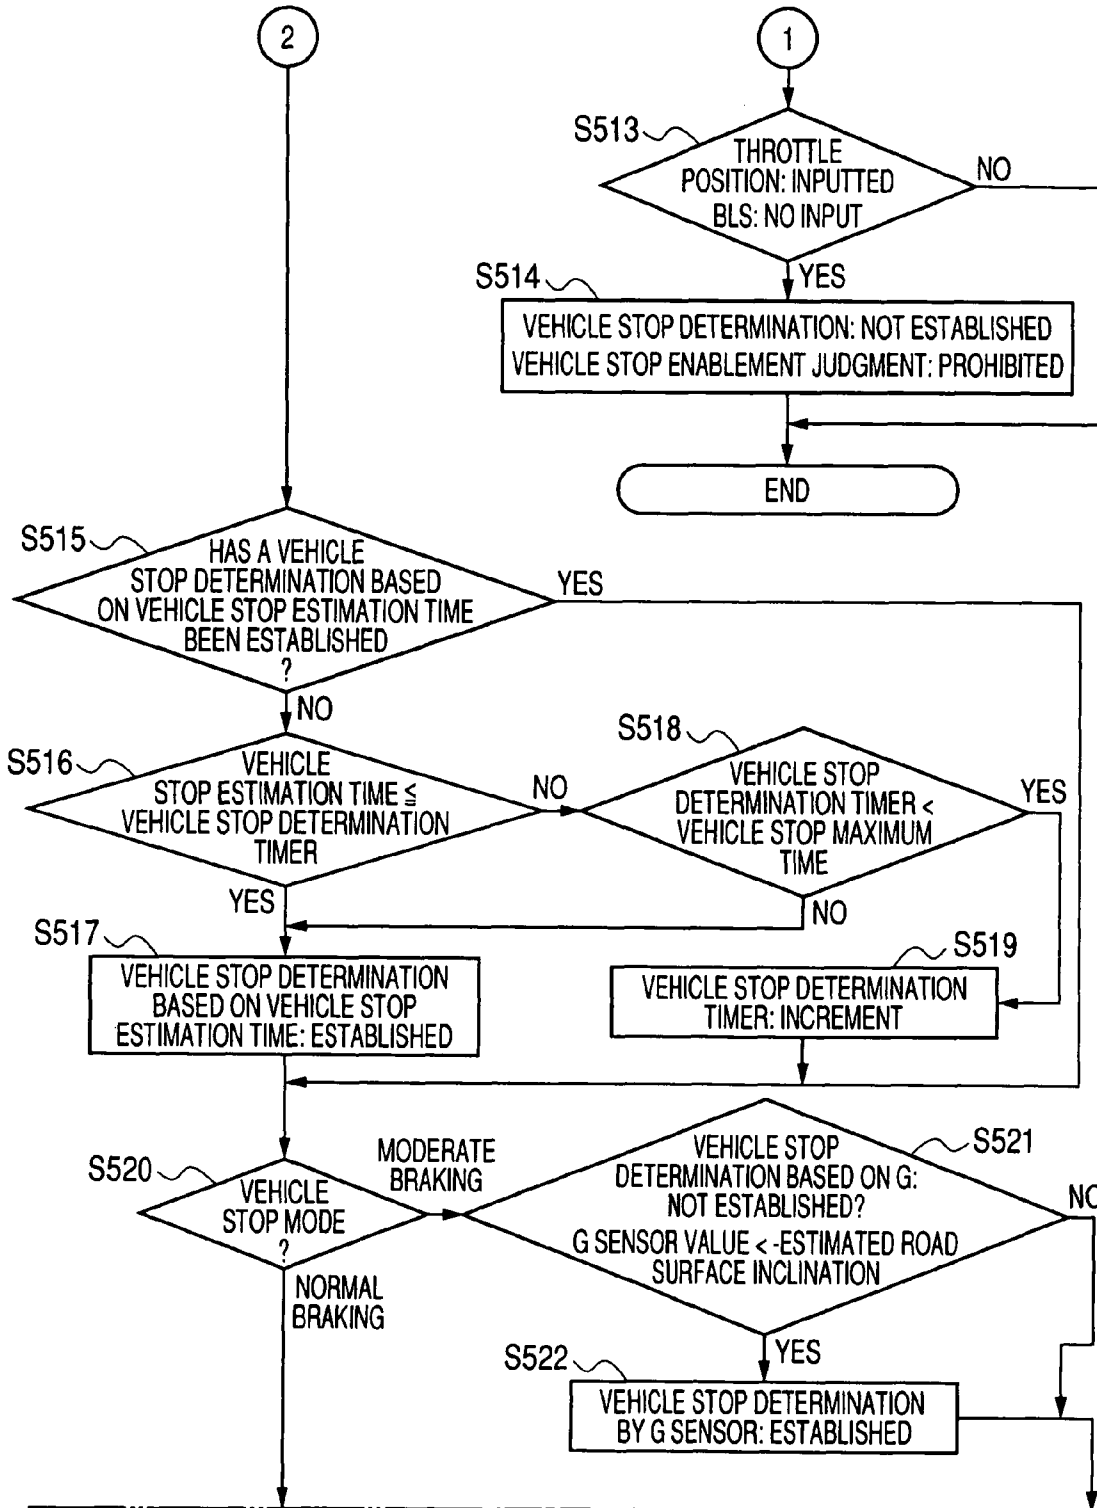 2
1
S513
THROTTLE
POSITION: INPUTTED
BLS: NO INPUT
NO
YES
S514
VEHICLE STOP DETERMINATION: NOT ESTABLISHED
VEHICLE STOP ENABLEMENT JUDGMENT: PROHIBITED
END
S515
HAS A VEHICLE
STOP DETERMINATION BASED
ON VEHICLE STOP ESTIMATION TIME
BEEN ESTABLISHED
?
YES
NO
S516
VEHICLE
STOP ESTIMATION TIME ≦
VEHICLE STOP DETERMINATION
TIMER
NO
YES
S518
VEHICLE STOP
DETERMINATION TIMER <
VEHICLE STOP MAXIMUM
TIME
YES
NO
S517
VEHICLE STOP DETERMINATION
BASED ON VEHICLE STOP
ESTIMATION TIME: ESTABLISHED
S519
VEHICLE STOP DETERMINATION
TIMER: INCREMENT
S520
VEHICLE
STOP MODE
?
MODERATE
BRAKING
NORMAL
BRAKING
S521
VEHICLE STOP
DETERMINATION BASED ON G:
NOT ESTABLISHED?
G SENSOR VALUE < -ESTIMATED ROAD
SURFACE INCLINATION
NO
YES
S522
VEHICLE STOP DETERMINATION
BY G SENSOR: ESTABLISHED